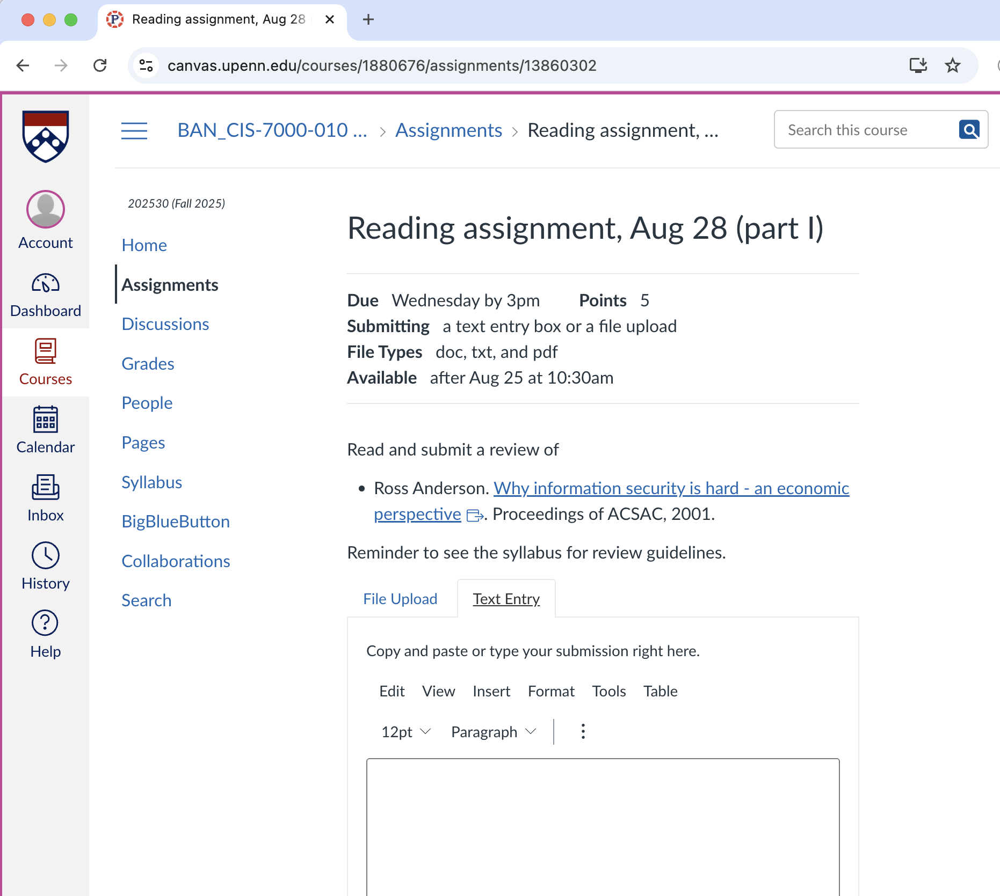 Reading assignment, Aug 28
canvas.upenn.edu/courses/1880676/assignments/13860302
BAN_CIS-7000-010 ... > Assignments > Reading assignment, ...
Search this course
Account
Dashboard
Courses
Calendar
Inbox
History
Help
202530 (Fall 2025)
Home
Assignments
Discussions
Grades
People
Pages
Syllabus
BigBlueButton
Collaborations
Search
Reading assignment, Aug 28 (part I)
Due Wednesday by 3pm Points 5
Submitting a text entry box or a file upload
File Types doc, txt, and pdf
Available after Aug 25 at 10:30am
Read and submit a review of
• Ross Anderson. Why information security is hard - an economic
perspective. Proceedings of ACSAC, 2001.
Reminder to see the syllabus for review guidelines.
File Upload Text Entry
Copy and paste or type your submission right here.
Edit View Insert Format Tools Table
12pt Paragraph